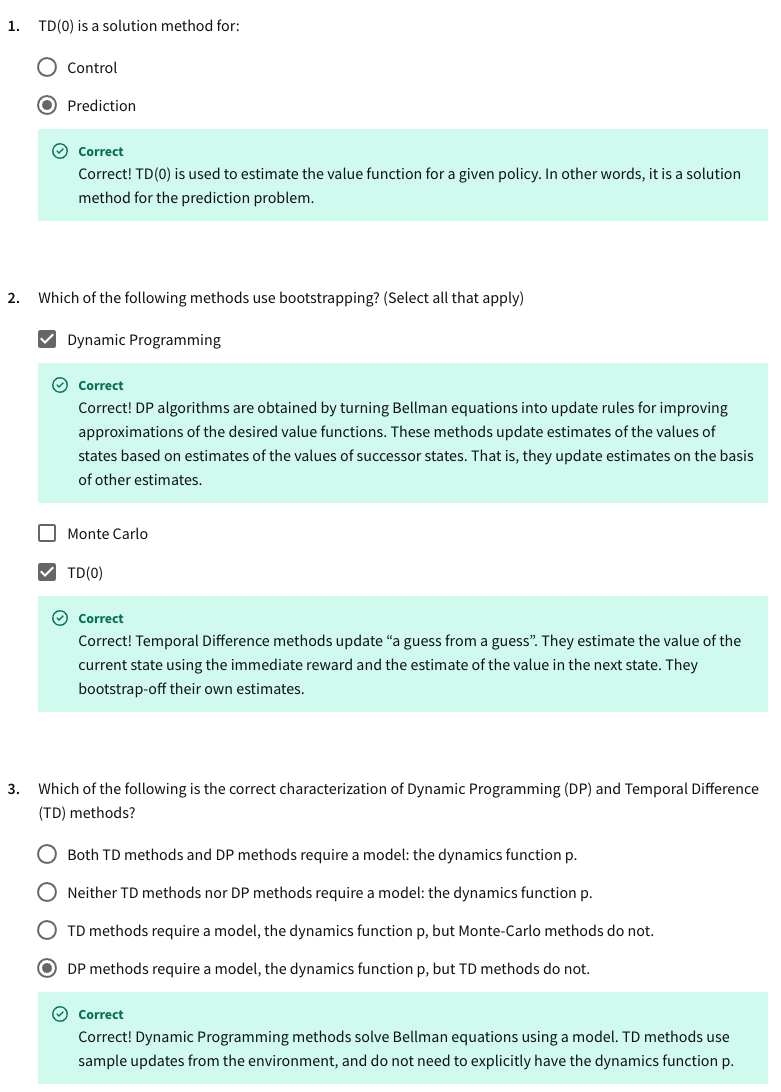 1. TD(0) is a solution method for:
Control
Prediction
Correct
Correct! TD(0) is used to estimate the value function for a given policy. In other words, it is a solution
method for the prediction problem.
2. Which of the following methods use bootstrapping? (Select all that apply)
Dynamic Programming
Correct
Correct! DP algorithms are obtained by turning Bellman equations into update rules for improving
approximations of the desired value functions. These methods update estimates of the values of
states based on estimates of the values of successor states. That is, they update estimates on the basis
of other estimates.
Monte Carlo
TD(0)
Correct
Correct! Temporal Difference methods update “a guess from a guess”. They estimate the value of the
current state using the immediate reward and the estimate of the value in the next state. They
bootstrap-off their own estimates.
3. Which of the following is the correct characterization of Dynamic Programming (DP) and Temporal Difference
(TD) methods?
Both TD methods and DP methods require a model: the dynamics function p.
Neither TD methods nor DP methods require a model: the dynamics function p.
TD methods require a model, the dynamics function p, but Monte-Carlo methods do not.
DP methods require a model, the dynamics function p, but TD methods do not.
Correct
Correct! Dynamic Programming methods solve Bellman equations using a model. TD methods use
sample updates from the environment, and do not need to explicitly have the dynamics function p.